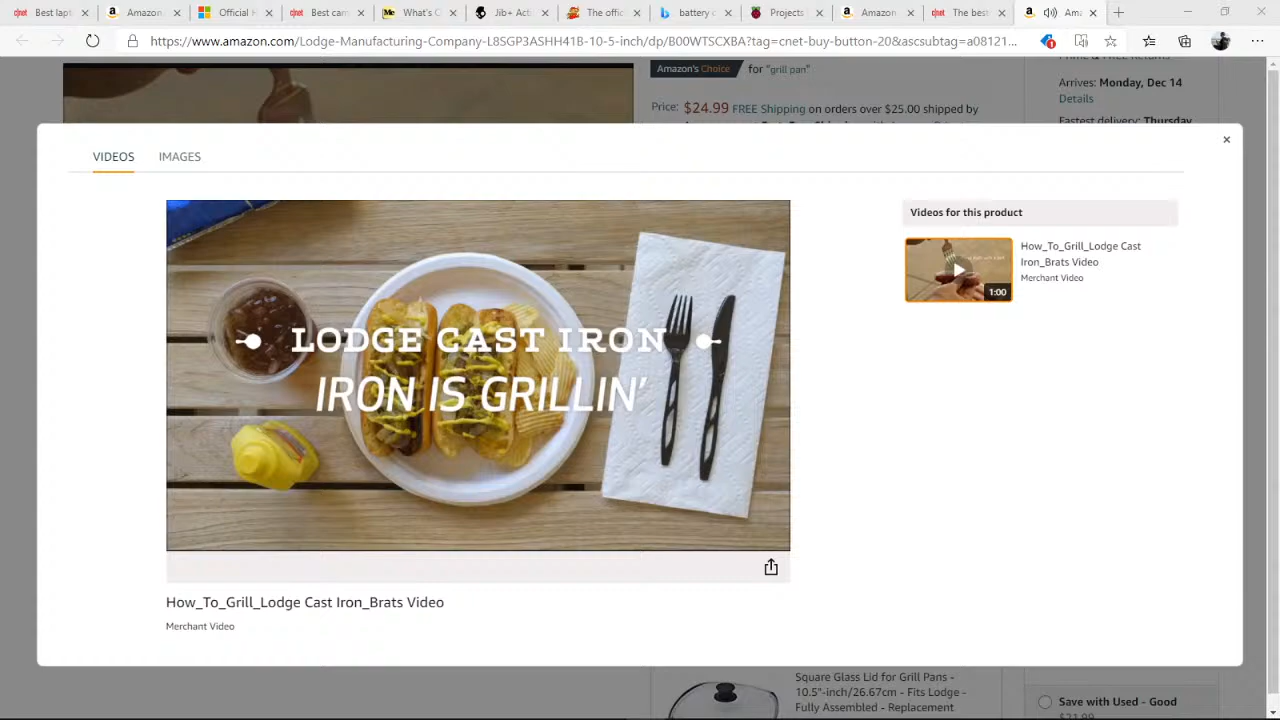 Best lapt
Amazon
Official H
Best cam
What's C
Jib+ Acti
The offic
battery c
Projects
Amazon
The best
Ama
https://www.amazon.com/Lodge-Manufacturing-Company-L8SGP3ASHH41B-10-5-inch/dp/B00WTSCXBA?tag=cnet-buy-button-20&ascsubtag=a08121...
Amazon's Choice for "grill pan"
Price: $24.99 FREE Shipping on orders over $25.00 shipped by
Arrives: Monday, Dec 14
Details
Fastest delivery: Thursday
VIDEOS IMAGES
LODGE CAST IRON
IRON IS GRILLIN'
How_To_Grill_Lodge Cast Iron_Brats Video
Merchant Video
Videos for this product
1:00
How_To_Grill_Lodge Cast
Iron_Brats Video
Merchant Video
Square Glass Lid for Grill Pans -
10.5"-inch/26.67cm - Fits Lodge -
Fully Assembled - Replacement
Save with Used - Good
$21.99